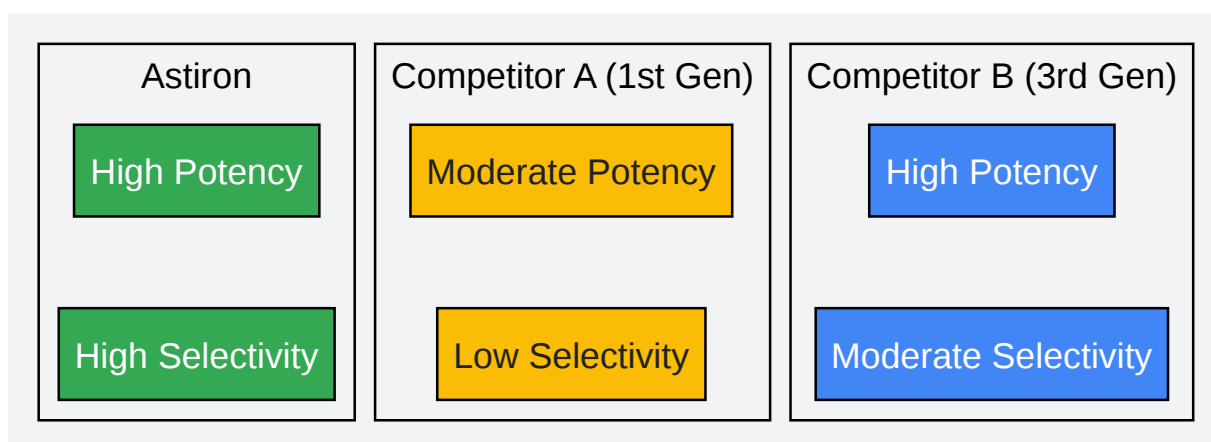 Astiron
High Potency
High Selectivity
Competitor A (1st Gen)
Moderate Potency
Low Selectivity
Competitor B (3rd Gen)
High Potency
Moderate Selectivity